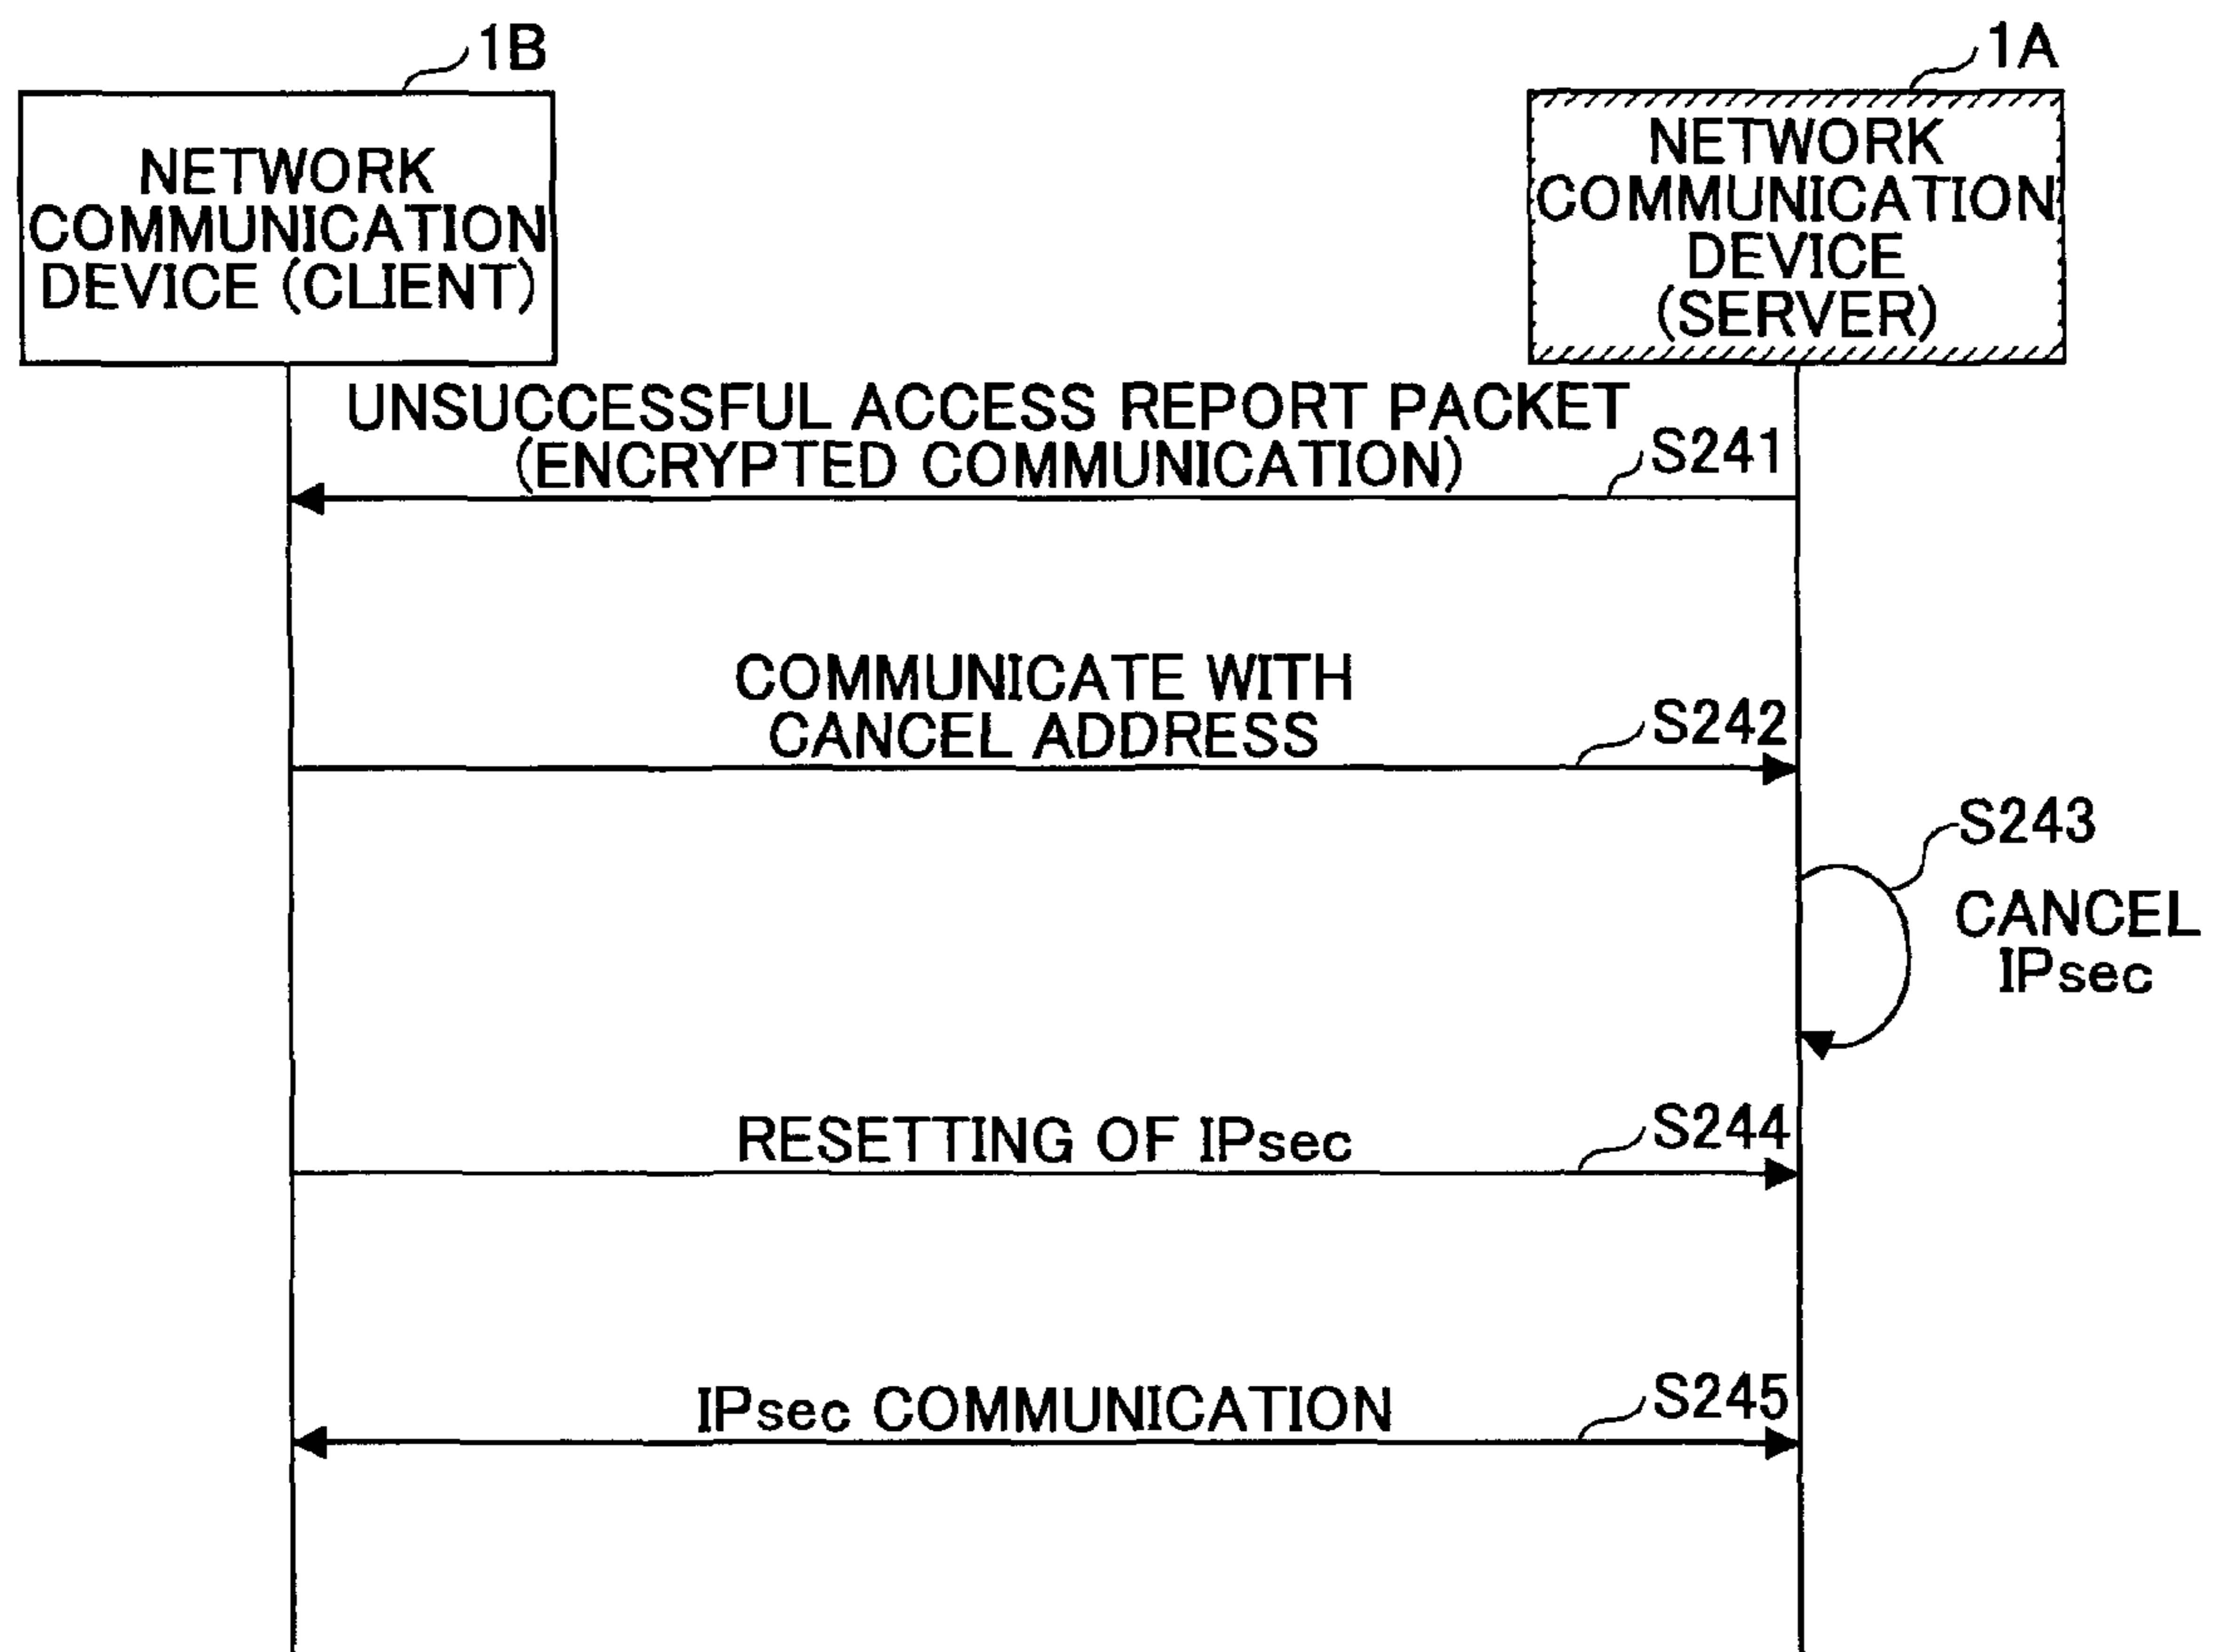 1B
1A
NETWORK
COMMUNICATION
DEVICE (CLIENT)
NETWORK
COMMUNICATION
DEVICE
(SERVER)
UNSUCCESSFUL ACCESS REPORT PACKET
(ENCRYPTED COMMUNICATION)
S241
COMMUNICATE WITH
CANCEL ADDRESS
S242
S243
CANCEL
IPsec
RESETTING OF IPsec
S244
IPsec COMMUNICATION
S245